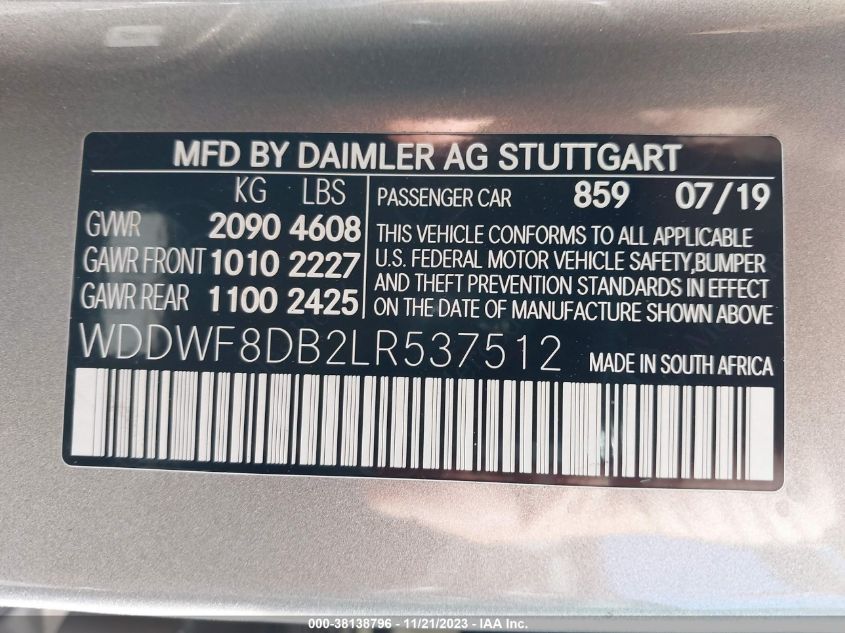 MFD BY DAIMLER AG STUTTGART
KG LBS
GVWR 2090 4608
GAWR FRONT 1010 2227
GAWR REAR 1100 2425
PASSENGER CAR 859 07/19
THIS VEHICLE CONFORMS TO ALL APPLICABLE
U.S. FEDERAL MOTOR VEHICLE SAFETY,BUMPER
AND THEFT PREVENTION STANDARDS IN EFFECT
ON THE DATE OF MANUFACTURE SHOWN ABOVE
WDDWF8DB2LR537512 MADE IN SOUTH AFRICA
000-38138796 - 11/21/2023 - IAA Inc.